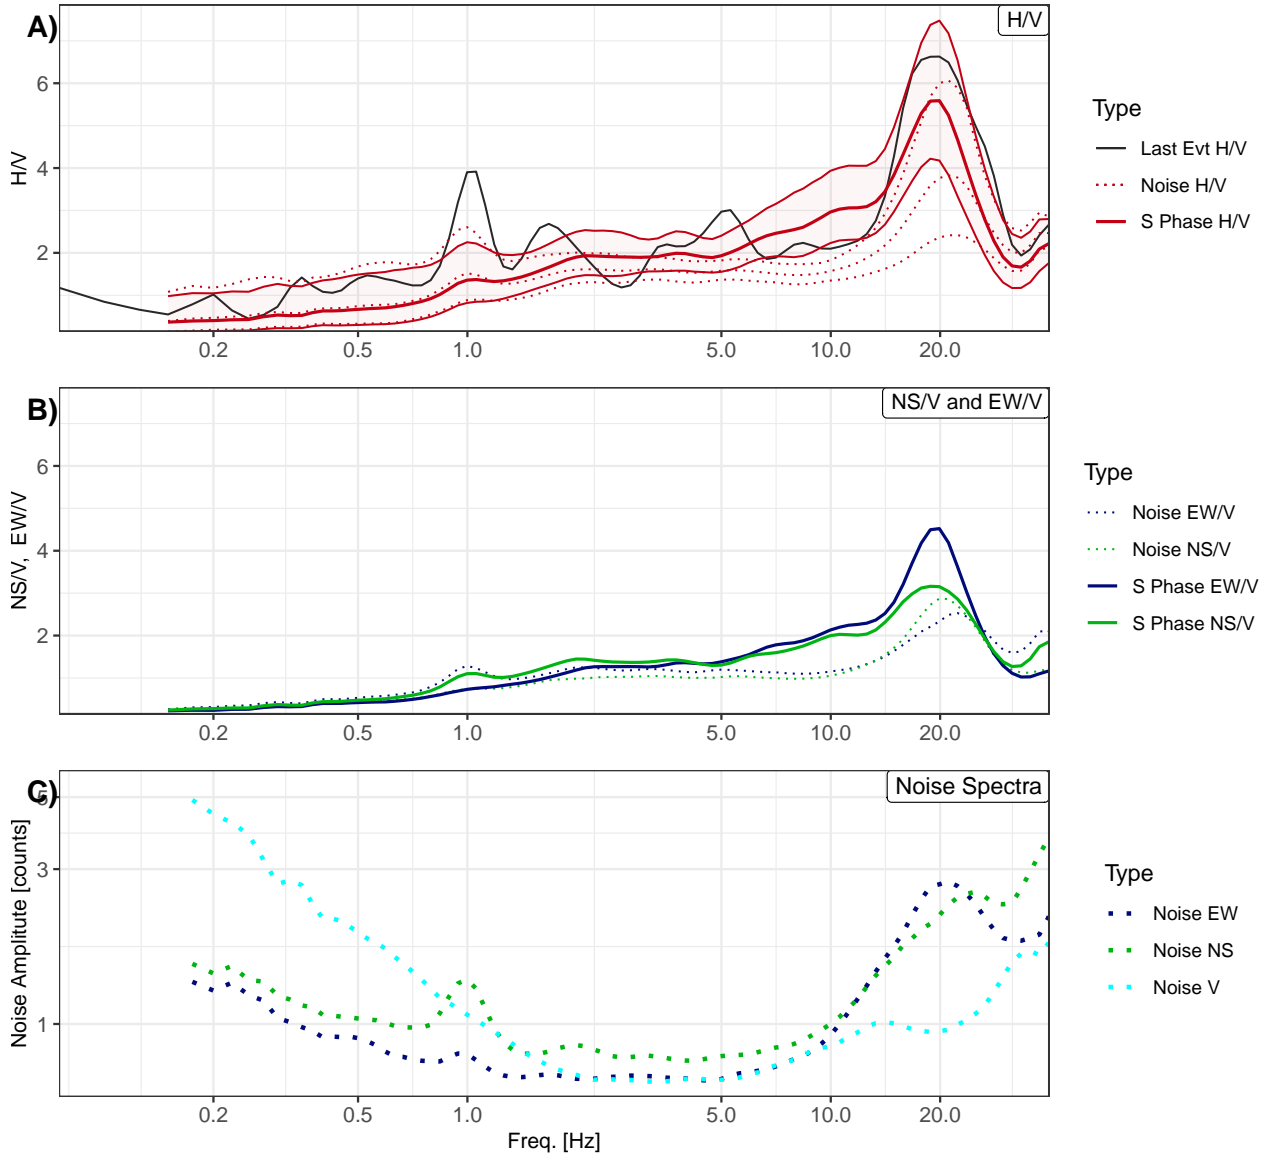 A)
H/V
6
4
2
H/V
0.2 0.5 1.0 5.0 10.0 20.0
Type
Last Evt H/V
Noise H/V
S Phase H/V
B)
NS/V and EW/V
6
4
2
NS/V, EW/V
0.2 0.5 1.0 5.0 10.0 20.0
Type
Noise EW/V
Noise NS/V
S Phase EW/V
S Phase NS/V
C)
Noise Spectra
5
3
1
Noise Amplitude [counts]
0.2 0.5 1.0 5.0 10.0 20.0
Freq. [Hz]
Type
Noise EW
Noise NS
Noise V